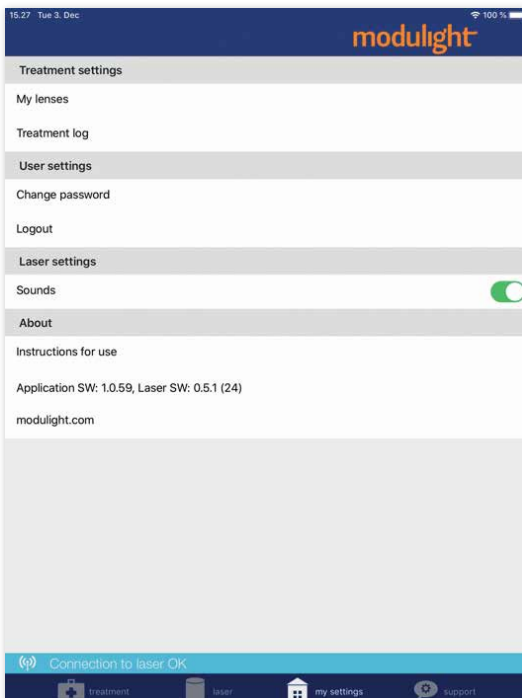 15.27 Tue 3. Dec 100 %
modulight
Treatment settings
My lenses
Treatment log
User settings
Change password
Logout
Laser settings
Sounds
About
Instructions for use
Application SW: 1.0.59, Laser SW: 0.5.1 (24)
modulight.com
Connection to laser OK
treatment laser my settings support